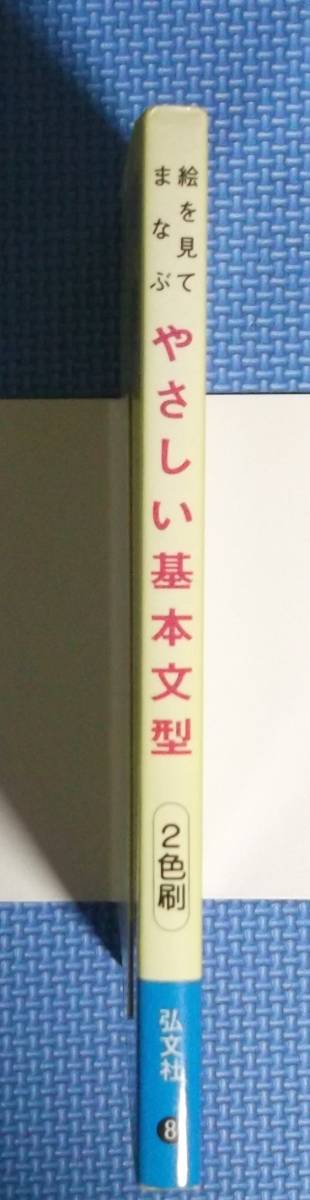 絵を見て
まなぶ
やさしい基本文型
2色刷
弘文社
8